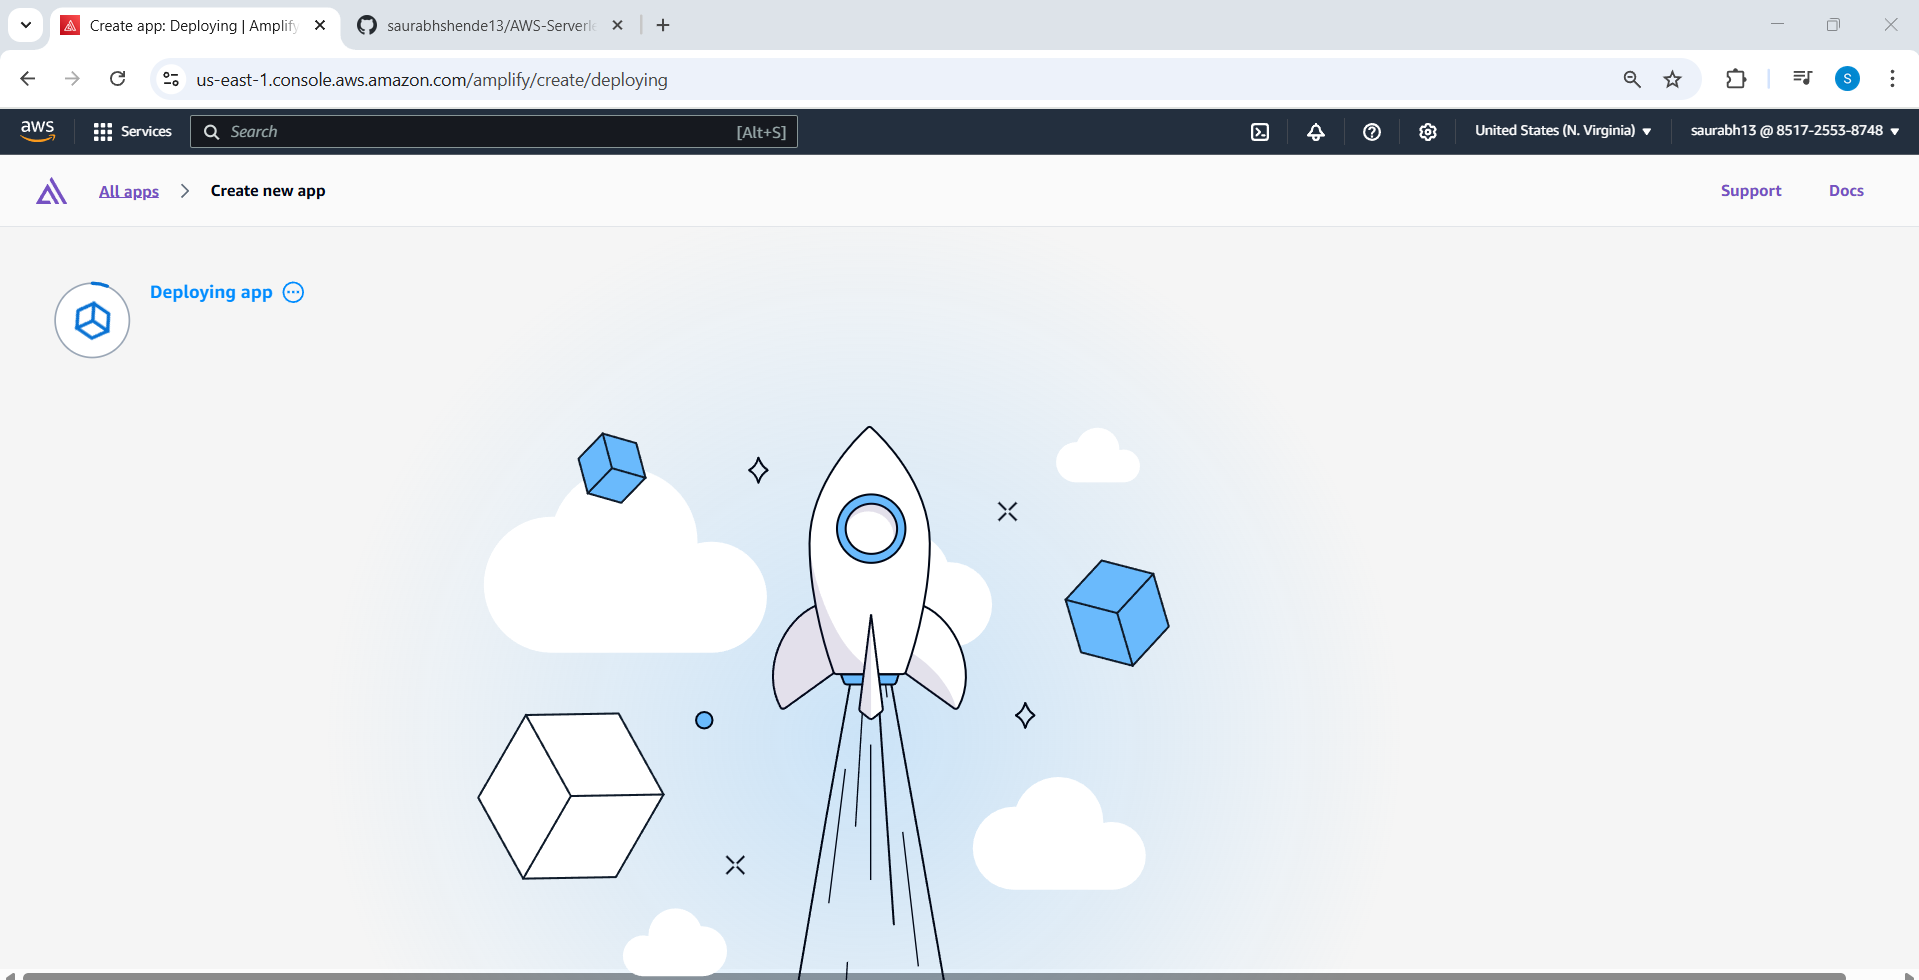 Create app: Deploying | Amplify
saurabhshende13/AWS-Serverle
us-east-1.console.aws.amazon.com/amplify/create/deploying
S
aws
Services
Search
[Alt+S]
United States (N. Virginia)
saurabh13 @ 8517-2553-8748
All apps
Create new app
Support
Docs
Deploying app